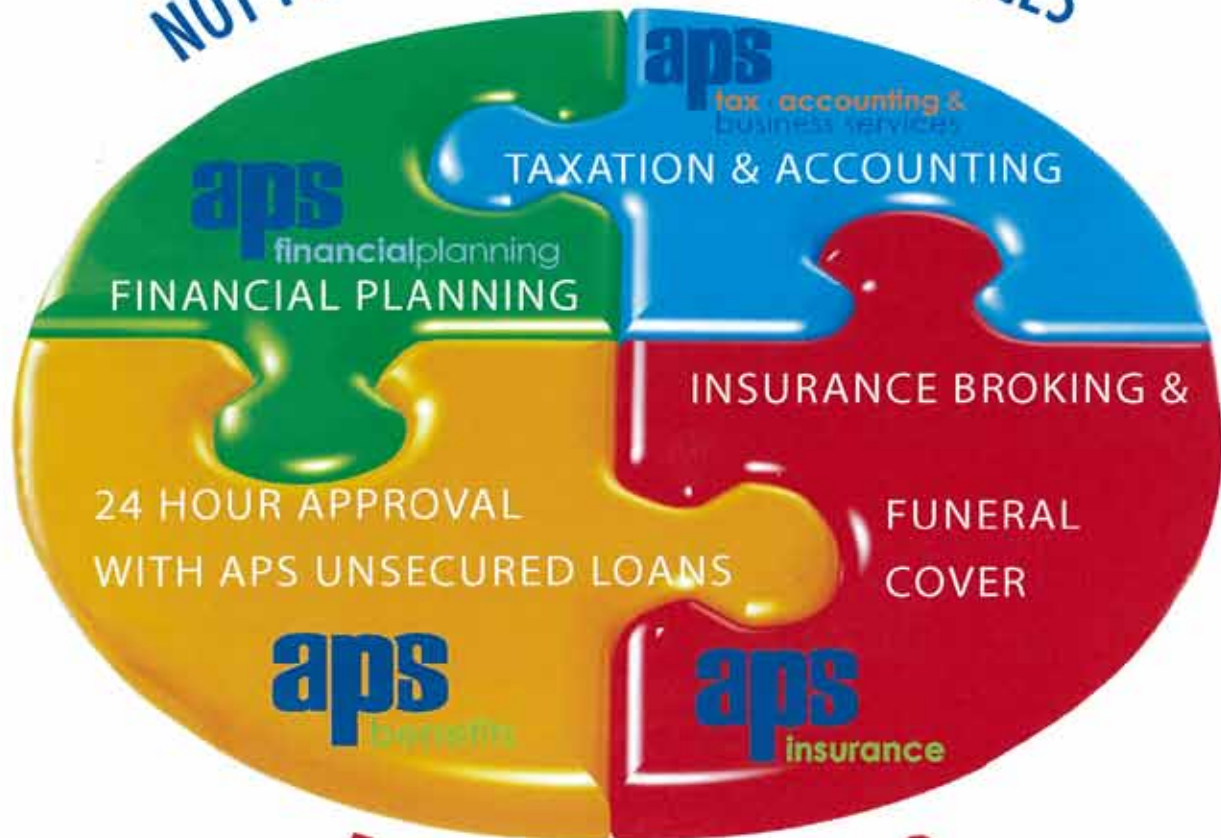 aps
tax accounting &
business services
TAXATION & ACCOUNTING
aps
financialplanning
FINANCIAL PLANNING
INSURANCE BROKING &
24 HOUR APPROVAL
WITH APS UNSECURED LOANS
FUNERAL
COVER
aps
benefits
aps
insurance